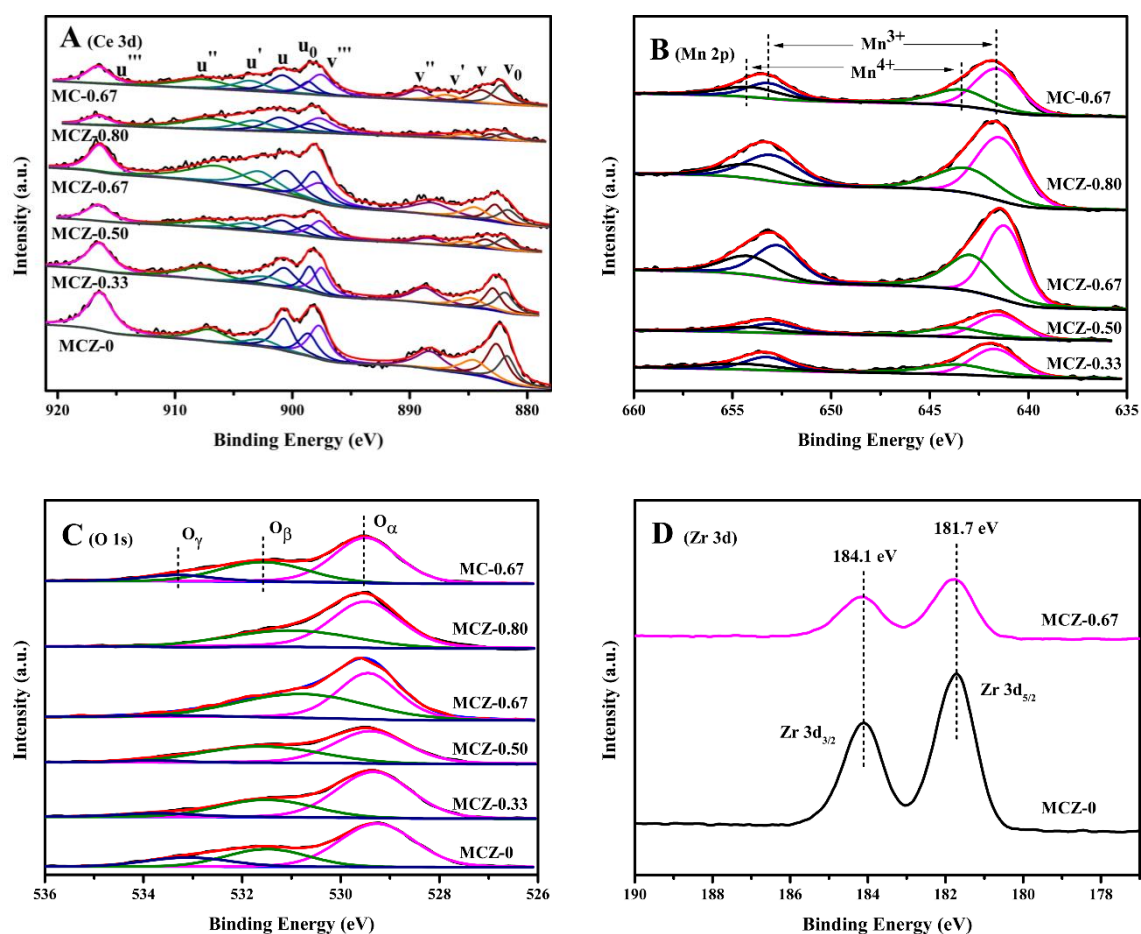 A (Ce 3d)
u''' u'' u' u u₀ v''' v'' v' v v₀
MC-0.67
MCZ-0.80
MCZ-0.67
MCZ-0.50
MCZ-0.33
MCZ-0
Intensity (a.u.)
920 910 900 890 880
Binding Energy (eV)
B (Mn 2p)
Mn³⁺
Mn⁴⁺
MC-0.67
MCZ-0.80
MCZ-0.67
MCZ-0.50
MCZ-0.33
Intensity (a.u.)
660 655 650 645 640 635
Binding Energy (eV)
C (O 1s)
Oγ Oβ Oα
MC-0.67
MCZ-0.80
MCZ-0.67
MCZ-0.50
MCZ-0.33
MCZ-0
Intensity (a.u.)
536 534 532 530 528 526
Binding Energy (eV)
D (Zr 3d)
181.7 eV
184.1 eV
MCZ-0.67
Zr 3d₅/₂
Zr 3d₃/₂
MCZ-0
Intensity (a.u.)
190 188 186 184 182 180 178
Binding Energy (eV)